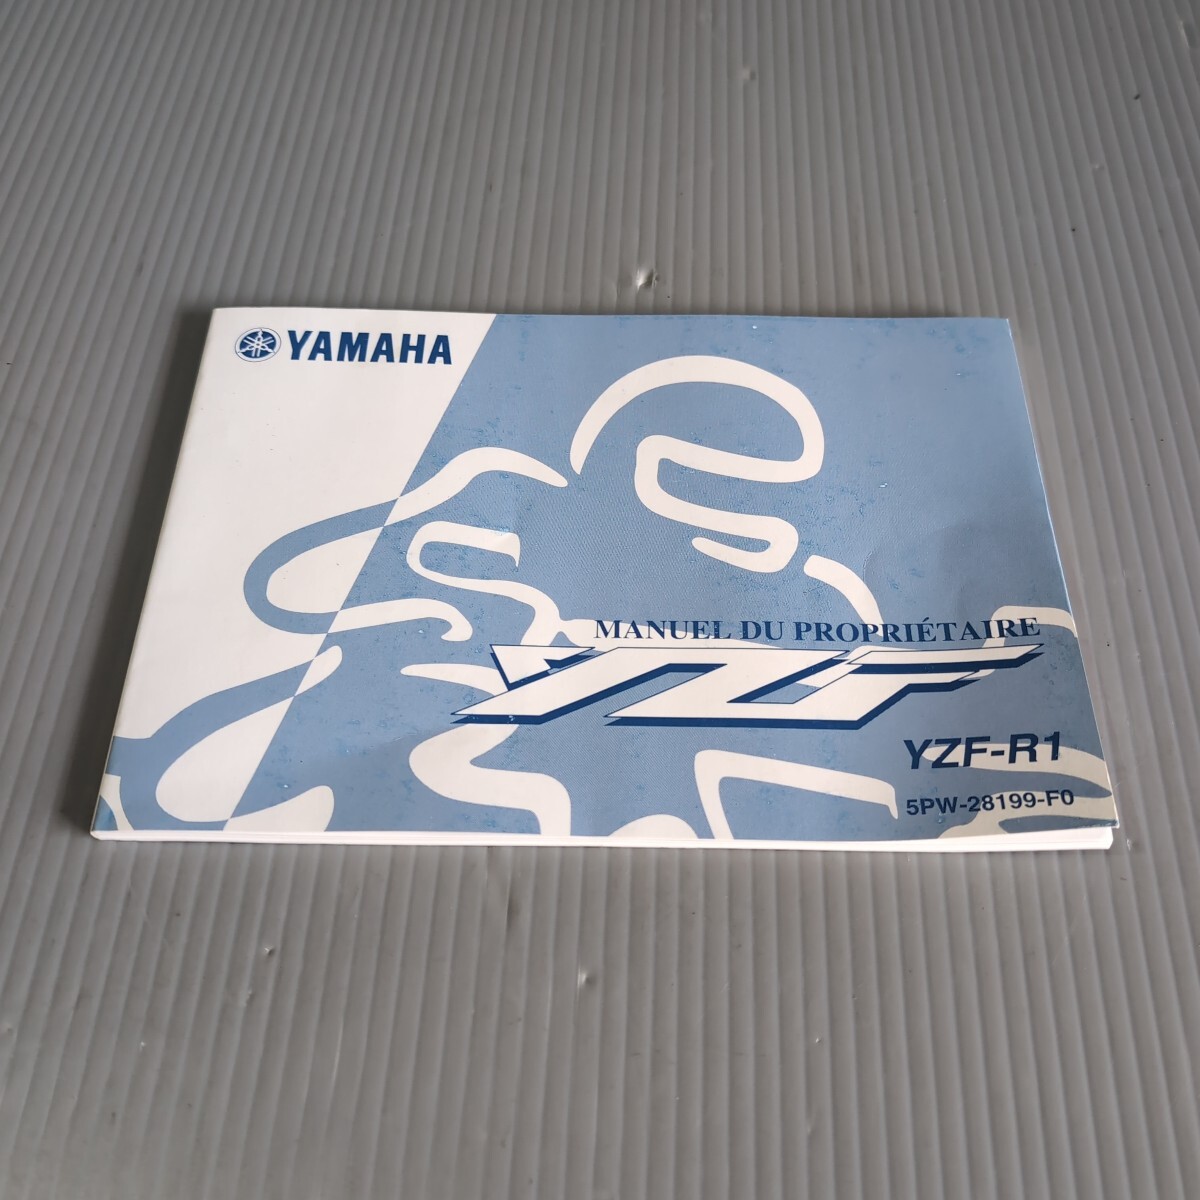 YAMAHA
MANUEL DU PROPRIÉTAIRE
YZF
YZF-R1
5PW-28199-F0